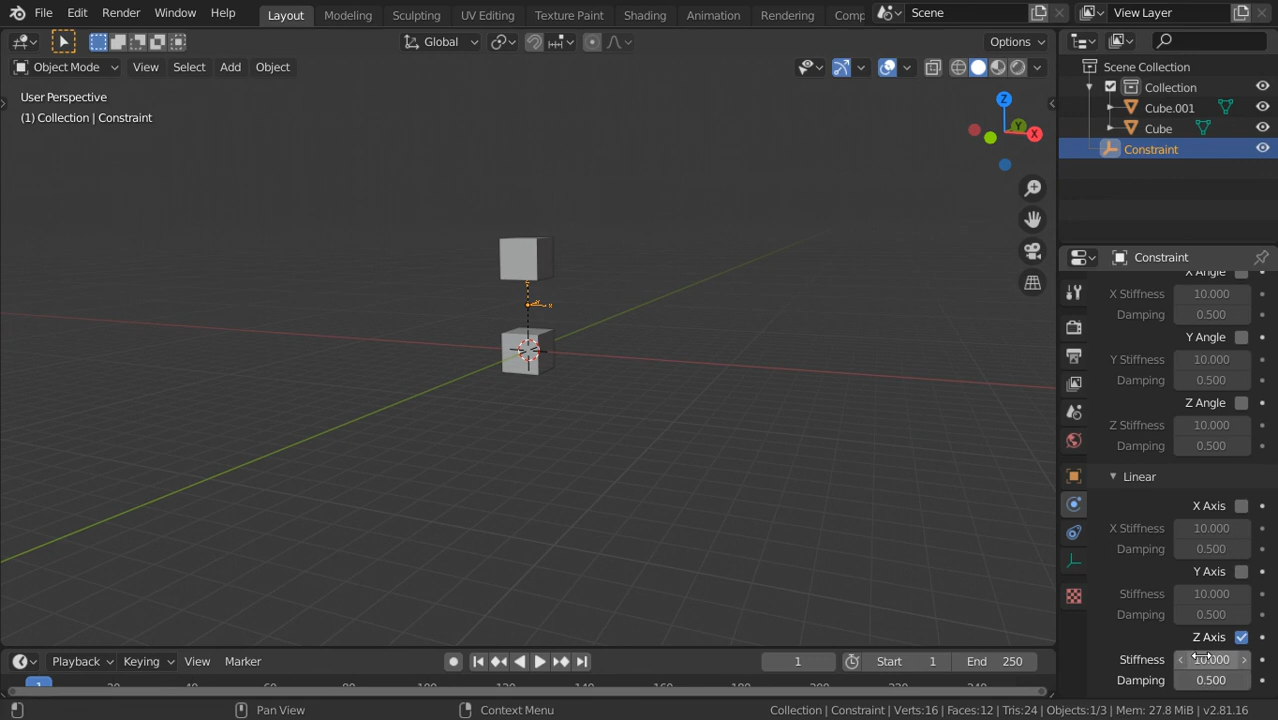 File Edit Render Window Help Layout Modeling Sculpting UV Editing Texture Paint Shading Animation Rendering Comp Scene View Layer
Global Options
Object Mode View Select Add Object
User Perspective
(1) Collection | Constraint
Z
Y
X
Scene Collection
Collection
Cube.001
Cube
Constraint
Constraint
X Angle
X Stiffness 10.000
Damping 0.500
Y Angle
Y Stiffness 10.000
Damping 0.500
Z Angle
Z Stiffness 10.000
Damping 0.500
Linear
X Axis
X Stiffness 10.000
Damping 0.500
Y Axis
Stiffness 10.000
Damping 0.500
Z Axis
Stiffness 10.000
Damping 0.500
Playback Keying View Marker 1 Start 1 End 250
1
Pan View Context Menu Collection | Constraint | Verts:16 | Faces:12 | Tris:24 | Objects:1/3 | Mem: 27.8 MiB | v2.81.16